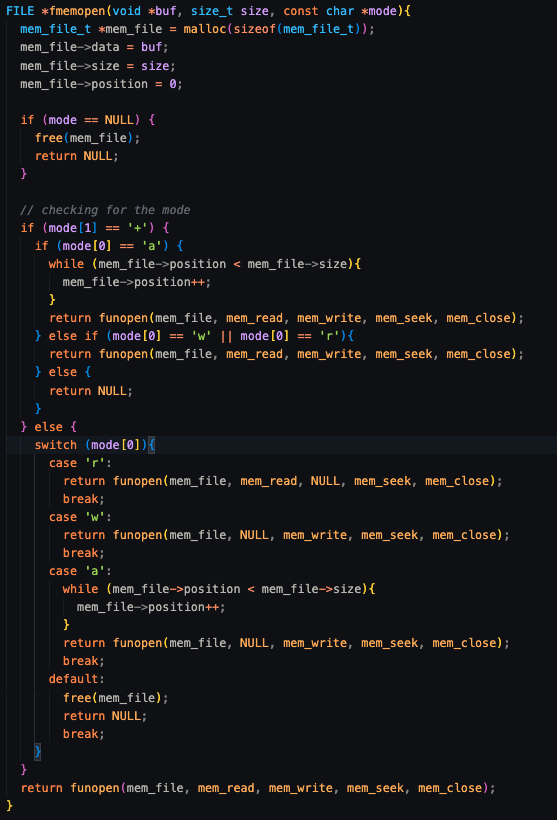 FILE *fmemopen(void *buf, size_t size, const char *mode){
  mem_file_t *mem_file = malloc(sizeof(mem_file_t));
  mem_file->data = buf;
  mem_file->size = size;
  mem_file->position = 0;

  if (mode == NULL) {
    free(mem_file);
    return NULL;
  }

  // checking for the mode
  if (mode[1] == '+') {
    if (mode[0] == 'a') {
      while (mem_file->position < mem_file->size){
        mem_file->position++;
      }
      return funopen(mem_file, mem_read, mem_write, mem_seek, mem_close);
    } else if (mode[0] == 'w' || mode[0] == 'r'){
      return funopen(mem_file, mem_read, mem_write, mem_seek, mem_close);
    } else {
      return NULL;
    }
  } else {
    switch (mode[0]){
      case 'r':
        return funopen(mem_file, mem_read, NULL, mem_seek, mem_close);
        break;
      case 'w':
        return funopen(mem_file, NULL, mem_write, mem_seek, mem_close);
        break;
      case 'a':
        while (mem_file->position < mem_file->size){
          mem_file->position++;
        }
        return funopen(mem_file, NULL, mem_write, mem_seek, mem_close);
        break;
      default:
        free(mem_file);
        return NULL;
        break;
    }
  }
  return funopen(mem_file, mem_read, mem_write, mem_seek, mem_close);
}